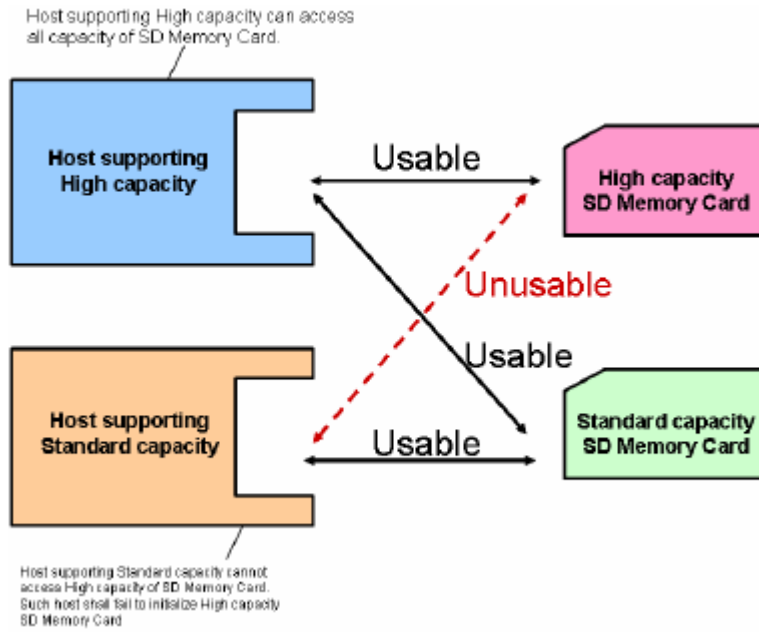 Host supporting High capacity can access
all capacity of SD Memory Card.
Host supporting
High capacity
Usable
High capacity
SD Memory Card
Unusable
Usable
Host supporting
Standard capacity
Usable
Standard capacity
SD Memory Card
Host supporting Standard capacity cannot
access High capacity of SD Memory Card.
Such host shall fail to initialize High capacity
SD Memory Card